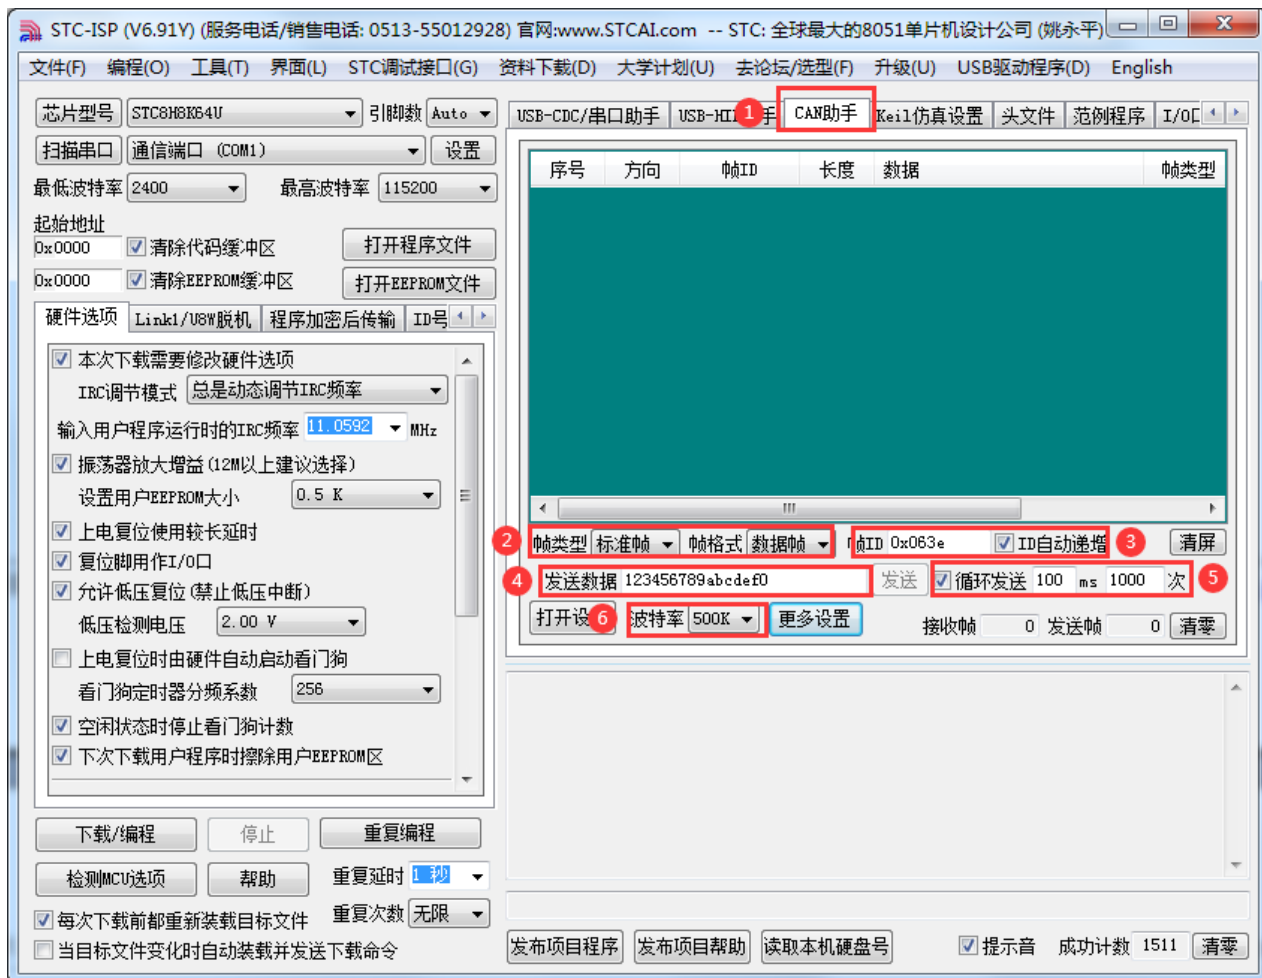 STC-ISP (V6.91Y) (服务电话/销售电话: 0513-55012928) 官网:www.STCAI.com -- STC: 全球最大的8051单片机设计公司 (姚永平)
文件(F) 编程(O) 工具(T) 界面(L) STC调试接口(G) 资料下载(D) 大学计划(U) 去论坛/选型(F) 升级(U) USB驱动程序(D) English
芯片型号 STC8H8K64U 引脚数 Auto
扫描串口 通信端口 (COM1) 设置
最低波特率 2400 最高波特率 115200
起始地址
0x0000 清除代码缓冲区 打开程序文件
0x0000 清除EEPROM缓冲区 打开EEPROM文件
硬件选项 Link1/U8W脱机 程序加密后传输 ID号
本次下载需要修改硬件选项
IRC调节模式 总是动态调节IRC频率
输入用户程序运行时的IRC频率 11.0592 MHz
振荡器放大增益(12M以上建议选择)
设置用户EEPROM大小 0.5 K
上电复位使用较长延时
复位脚用作I/O口
允许低压复位(禁止低压中断)
低压检测电压 2.00 V
上电复位时由硬件自动启动看门狗
看门狗定时器分频系数 256
空闲状态时停止看门狗计数
下次下载用户程序时擦除用户EEPROM区
下载/编程 停止 重复编程
检测MCU选项 帮助 重复延时 1 秒
每次下载前都重新装载目标文件 重复次数 无限
当目标文件变化时自动装载并发送下载命令
USB-CDC/串口助手 USB-HI 1 手 CAN助手 Keil仿真设置 头文件 范例程序 I/O
序号 方向 帧ID 长度 数据 帧类型
2 帧类型 标准帧 帧格式 数据帧 帧ID 0x063e ID自动递增 3 清屏
4 发送数据 123456789abcdef0 发送 循环发送 100 ms 1000 次 5
打开设 6 波特率 500K 更多设置 接收帧 0 发送帧 0 清零
发布项目程序 发布项目帮助 读取本机硬盘号 提示音 成功计数 1511 清零